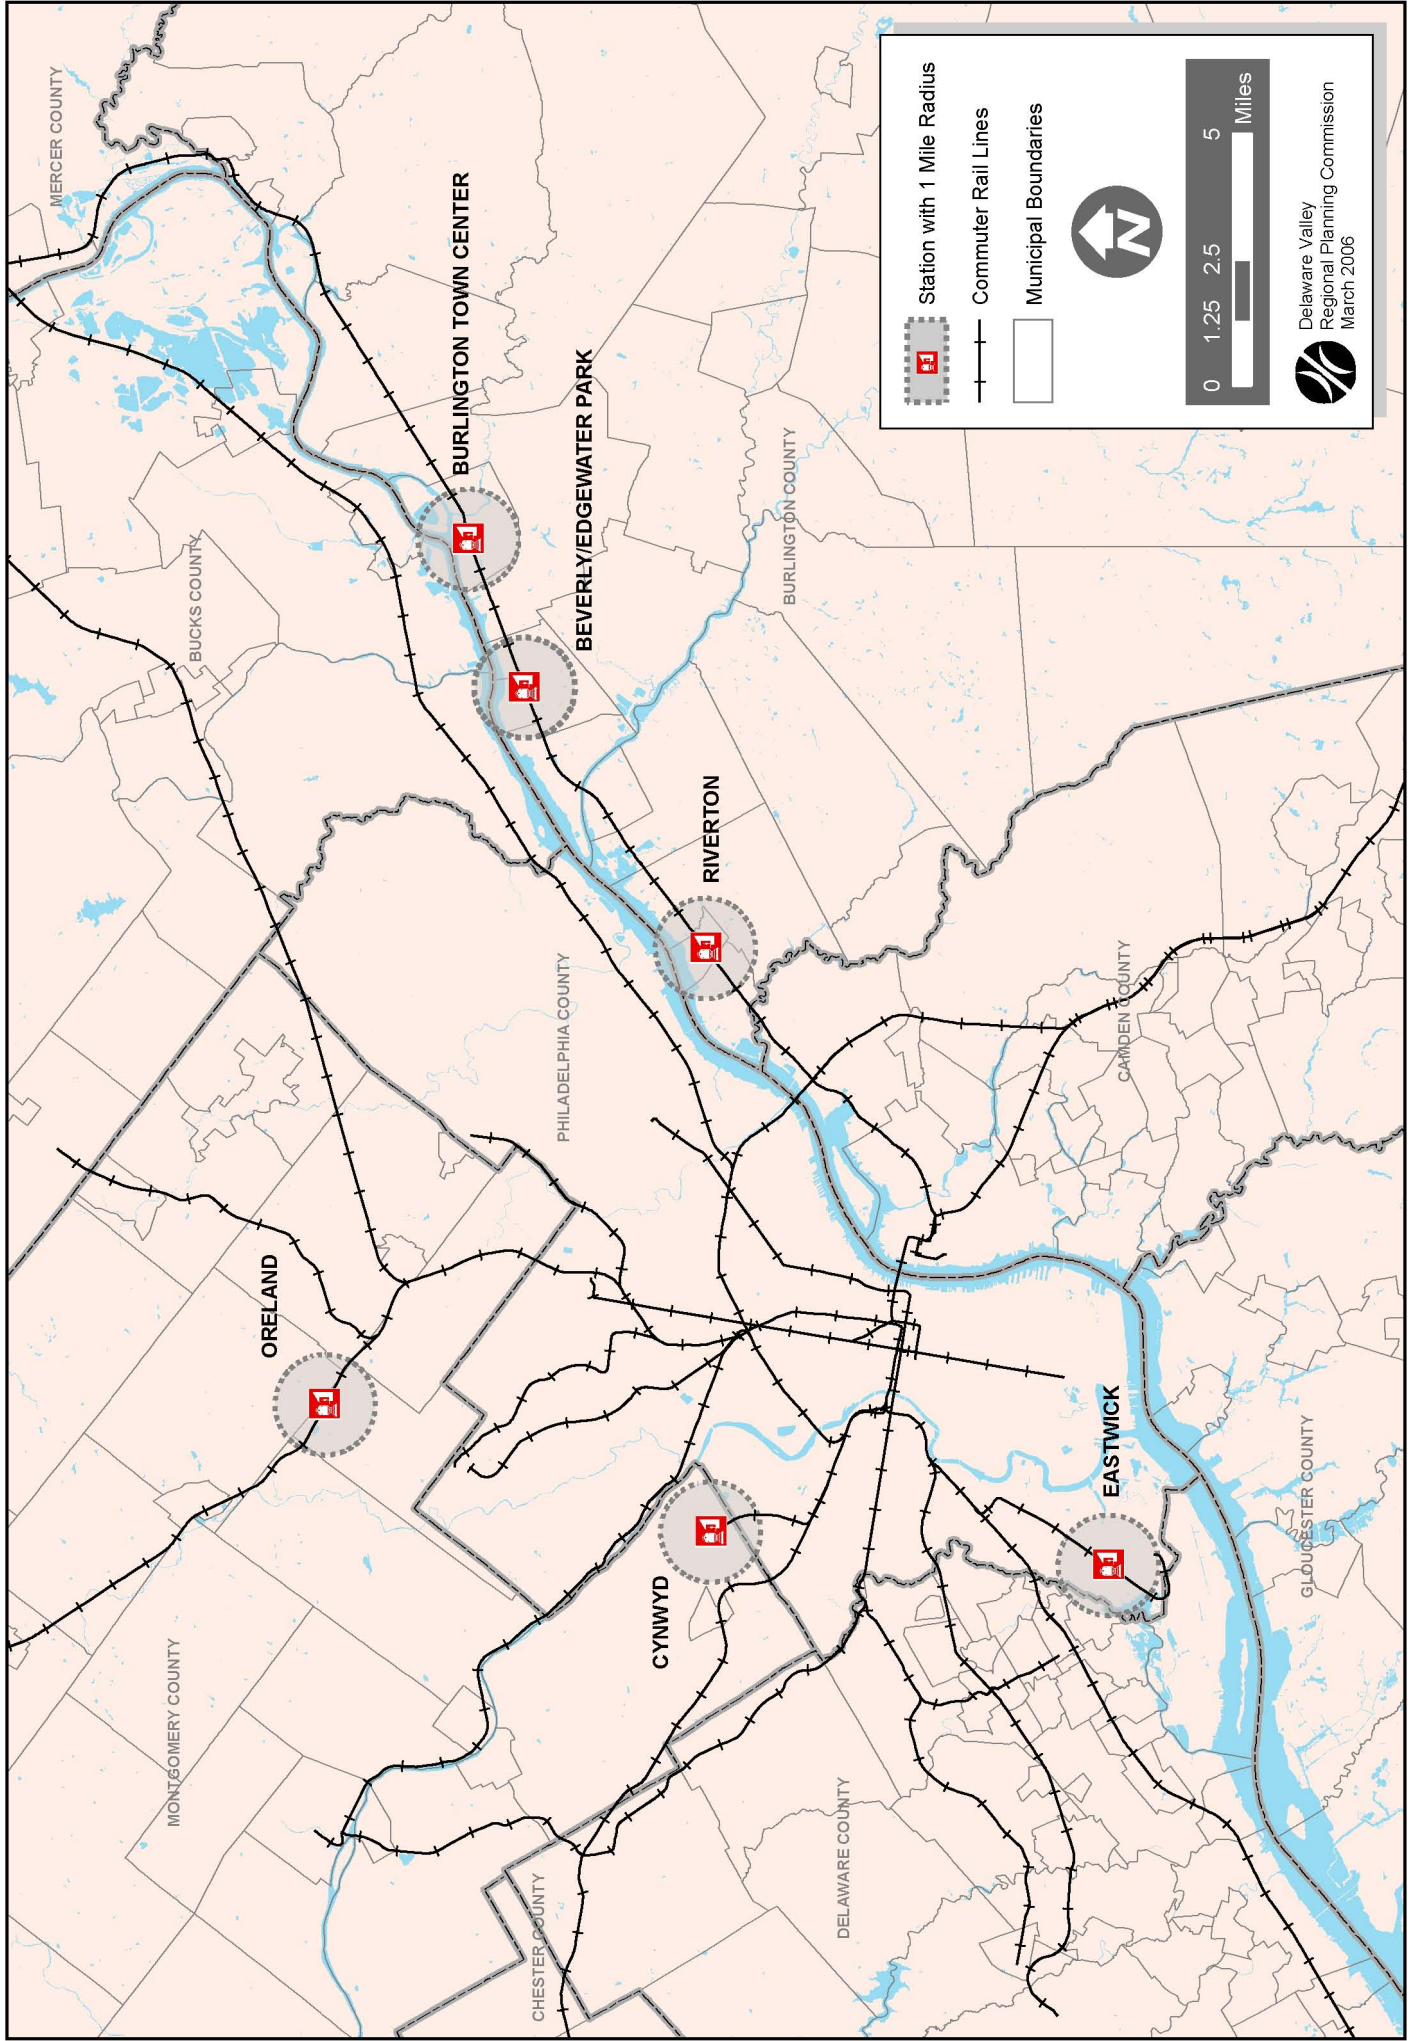 MERCER COUNTY
BUCKS COUNTY
BURLINGTON TOWN CENTER
BEVERLY/EDGEWATER PARK
BURLINGTON COUNTY
RIVERTON
PHILADELPHIA COUNTY
CAMDEN COUNTY
ORELAND
EASTWICK
GLOUCESTER COUNTY
CYNWYD
MONTGOMERY COUNTY
DELAWARE COUNTY
CHESTER COUNTY
Station with 1 Mile Radius
Commuter Rail Lines
Municipal Boundaries
N
0 1.25 2.5 5
Miles
Delaware Valley
Regional Planning Commission
March 2006